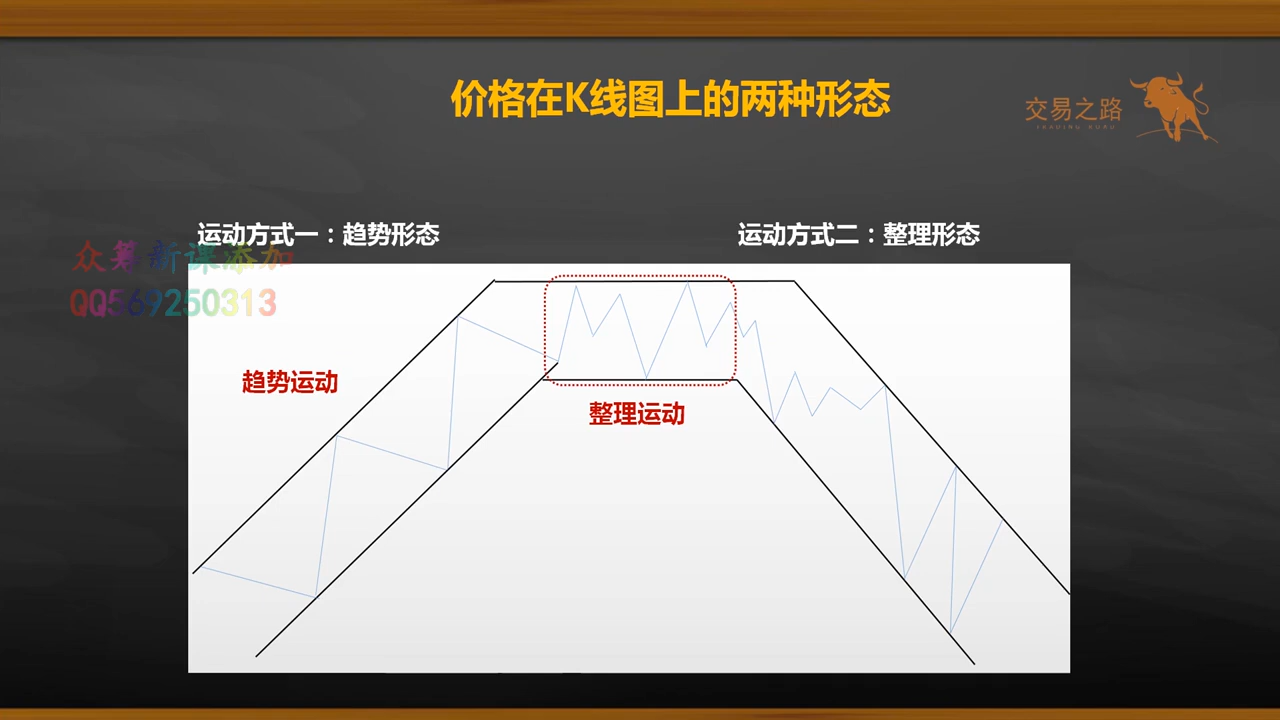 价格在K线图上的两种形态
交易之路
TRADING ROAD
运动方式一：趋势形态
运动方式二：整理形态
众筹新课添加
QQ569250313
趋势运动
整理运动